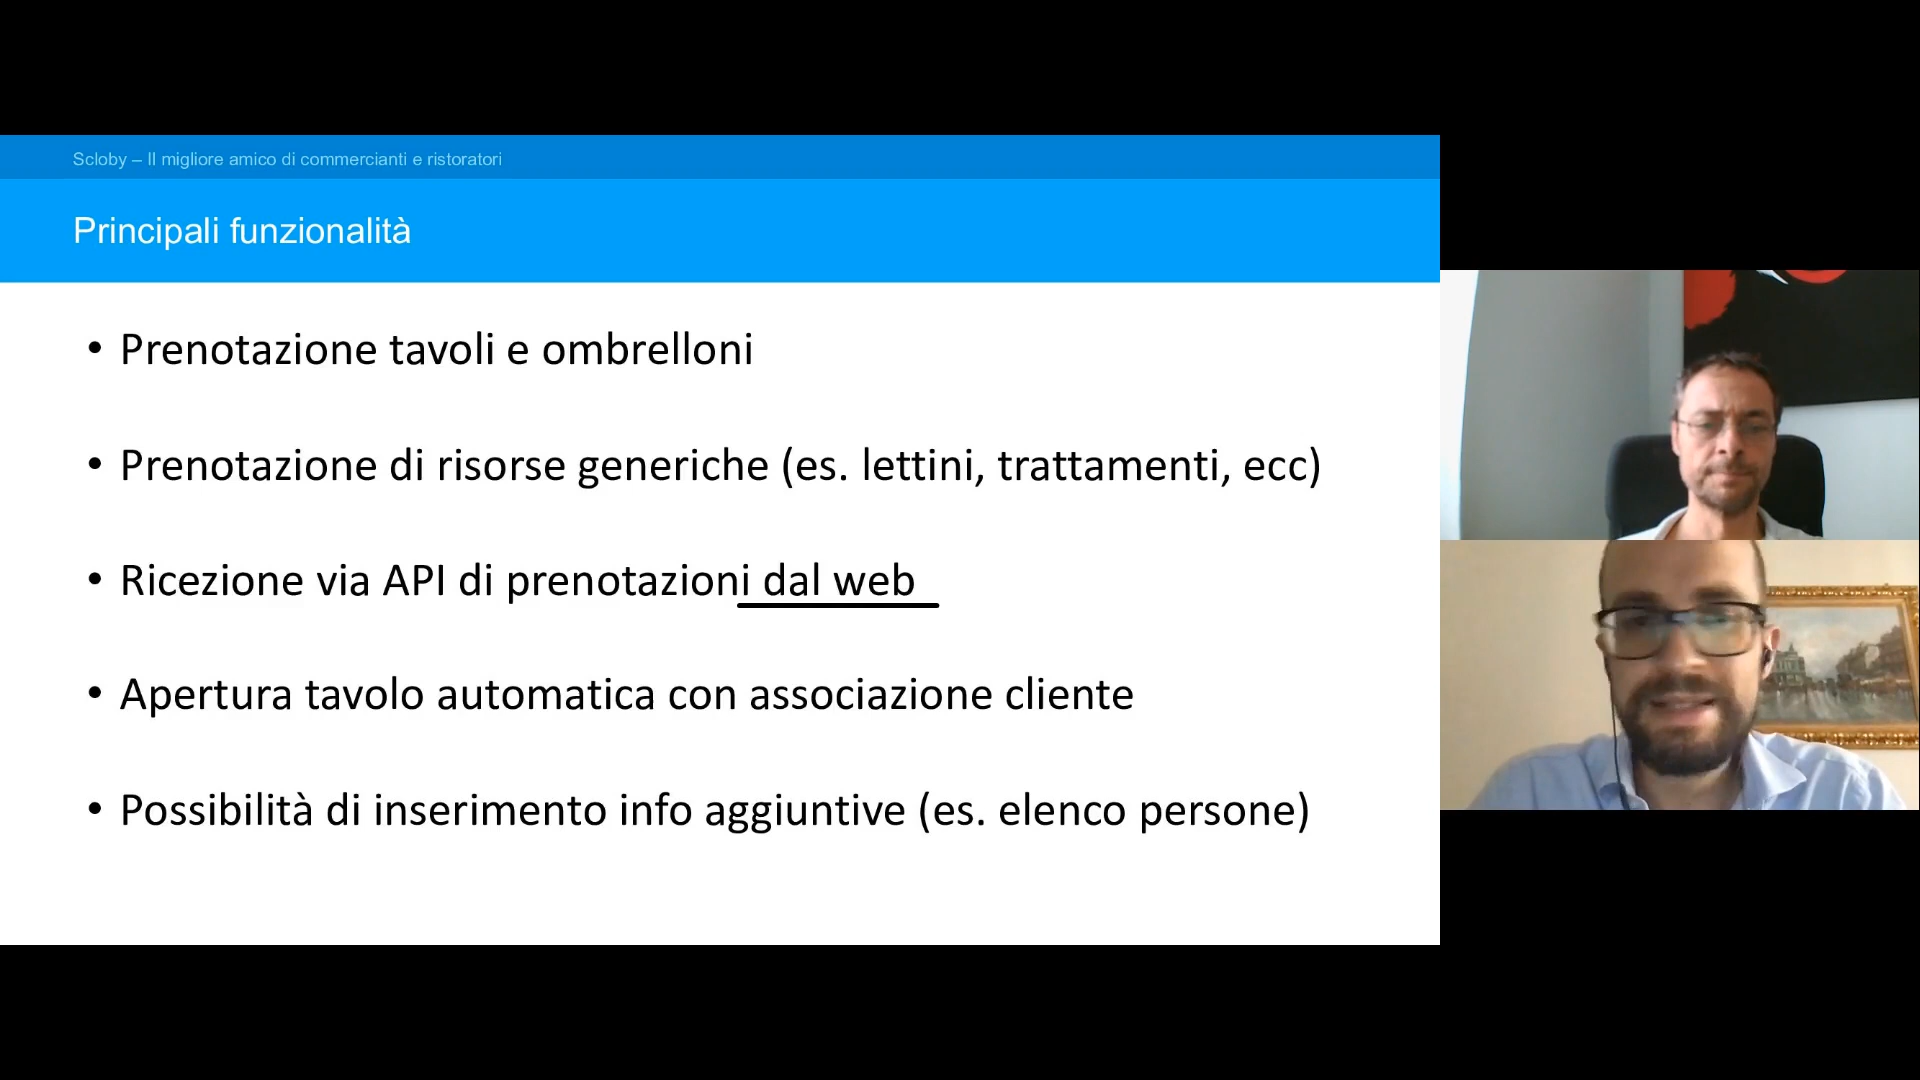 Scloby – Il migliore amico di commercianti e ristoratori
Principali funzionalità
• Prenotazione tavoli e ombrelloni
• Prenotazione di risorse generiche (es. lettini, trattamenti, ecc)
• Ricezione via API di prenotazioni dal web
• Apertura tavolo automatica con associazione cliente
• Possibilità di inserimento info aggiuntive (es. elenco persone)